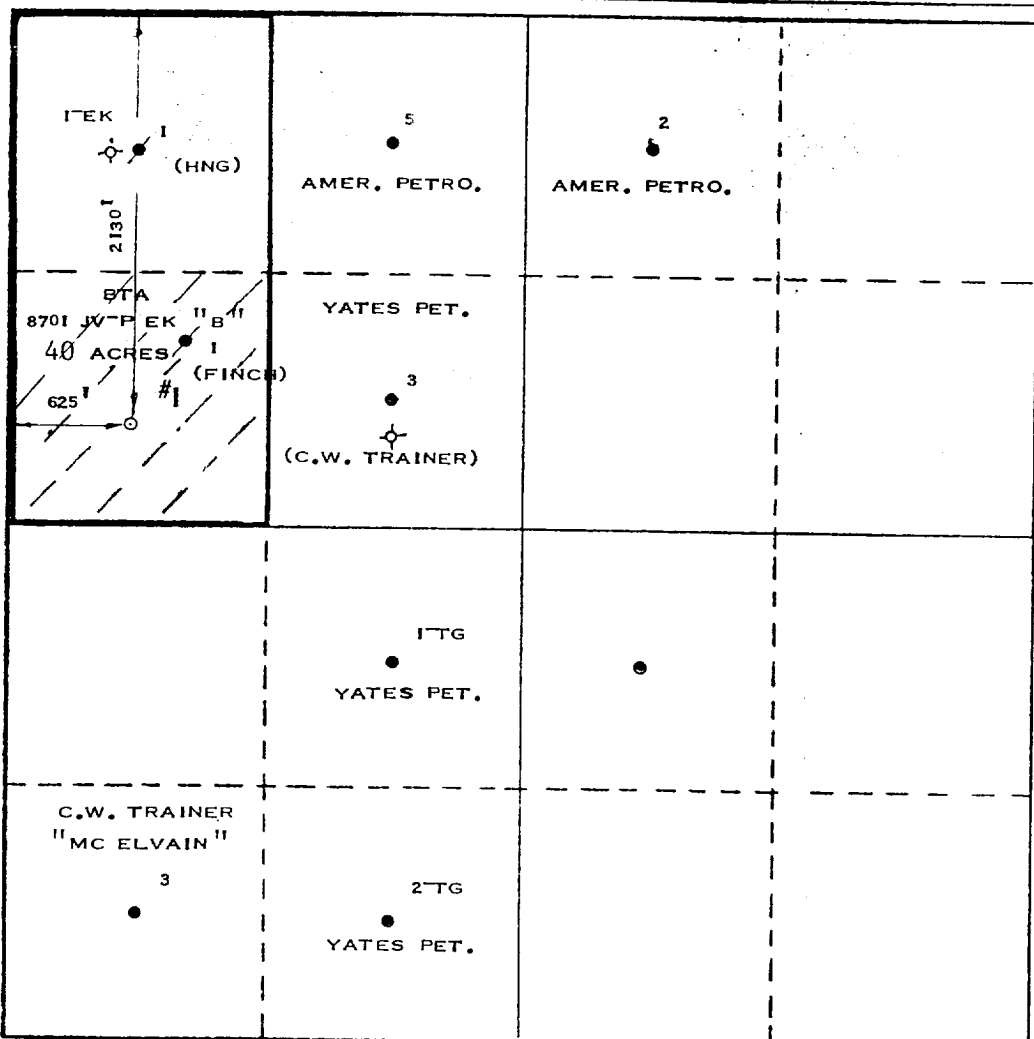 1-EK
1
(HNG)
2130'
5
AMER. PETRO.
2
AMER. PETRO.
BTA
8701 JV-P EK "B"
40 ACRES
1
(FINCH)
625'
#1
YATES PET.
3
(C.W. TRAINER)
1-TG
YATES PET.
C.W. TRAINER
"MC ELVAIN"
3
2-TG
YATES PET.